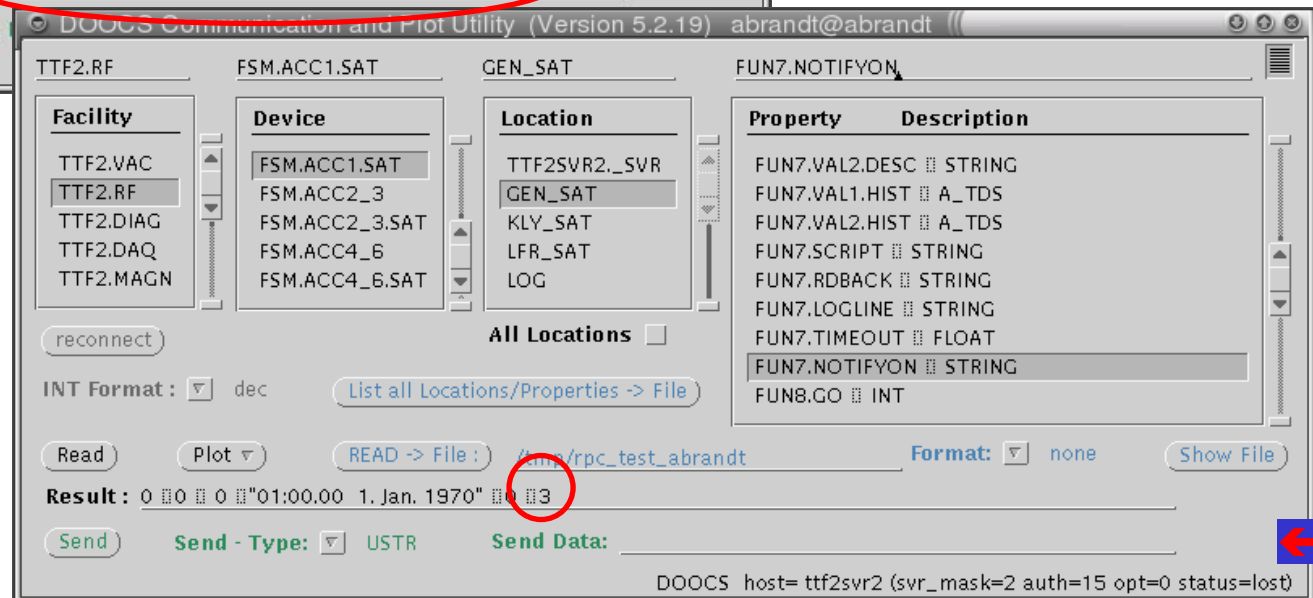 DOOCS Communication and Plot Utility (Version 5.2.19) abrandt@abrandt
TTF2.RF FSM.ACC1.SAT GEN_SAT FUN7.NOTIFYON
Facility Device Location Property Description
TTF2.VAC FSM.ACC1.SAT TTF2SVR2._SVR FUN7.VAL2.DESC STRING
TTF2.RF FSM.ACC2_3 GEN_SAT FUN7.VAL1.HIST A_TDS
TTF2.DIAG FSM.ACC2_3.SAT KLY_SAT FUN7.VAL2.HIST A_TDS
TTF2.DAQ FSM.ACC4_6 LFR_SAT FUN7.SCRIPT STRING
TTF2.MAGN FSM.ACC4_6.SAT LOG FUN7.RDBACK STRING
FUN7.LOGLINE STRING
reconnect All Locations FUN7.TIMEOUT FLOAT
FUN7.NOTIFYON STRING
INT Format : dec List all Locations/Properties -> File FUN8.GO INT
Read Plot READ -> File : /tmp/rpc_test_abrandt Format: none Show File
Result : 0 0 0 "01:00.00 1. Jan. 1970" 0 3
Send Send - Type: USTR Send Data:
DOOCS host= ttf2svr2 (svr_mask=2 auth=15 opt=0 status=lost)